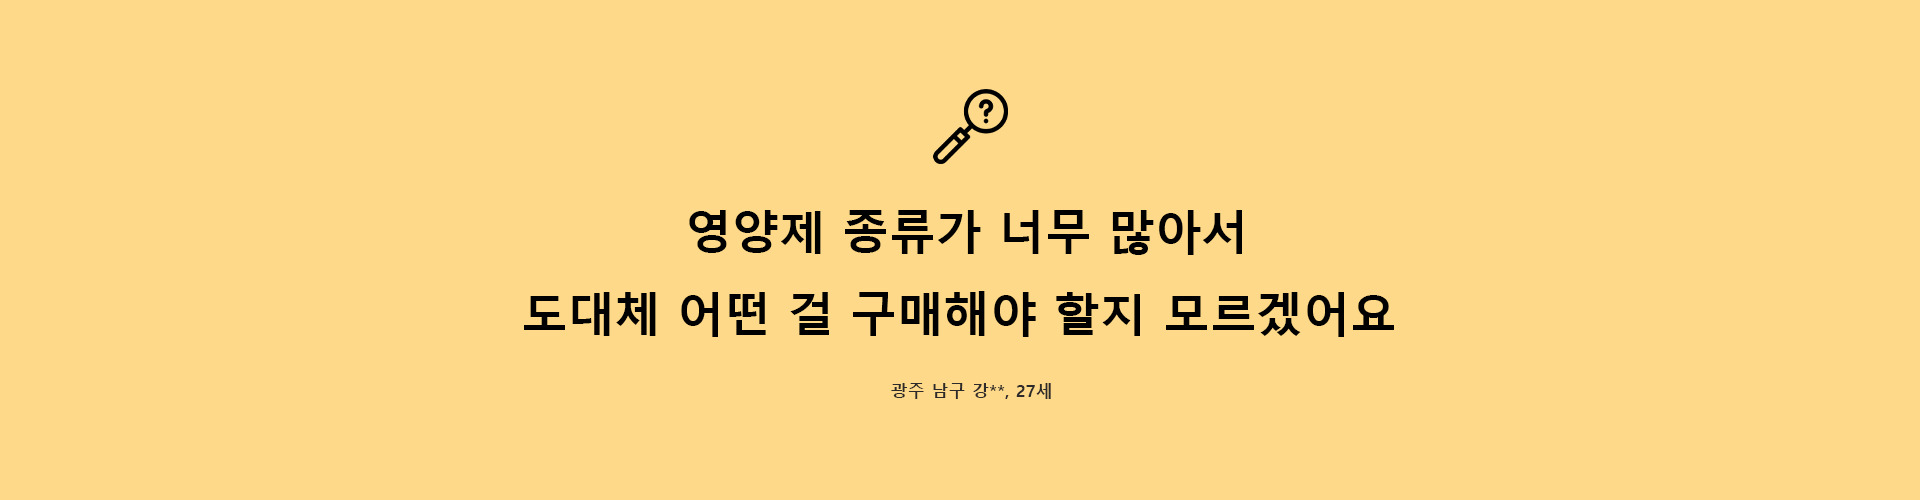 ?
영양제 종류가 너무 많아서
도대체 어떤 걸 구매해야 할지 모르겠어요
광주 남구 강**, 27세